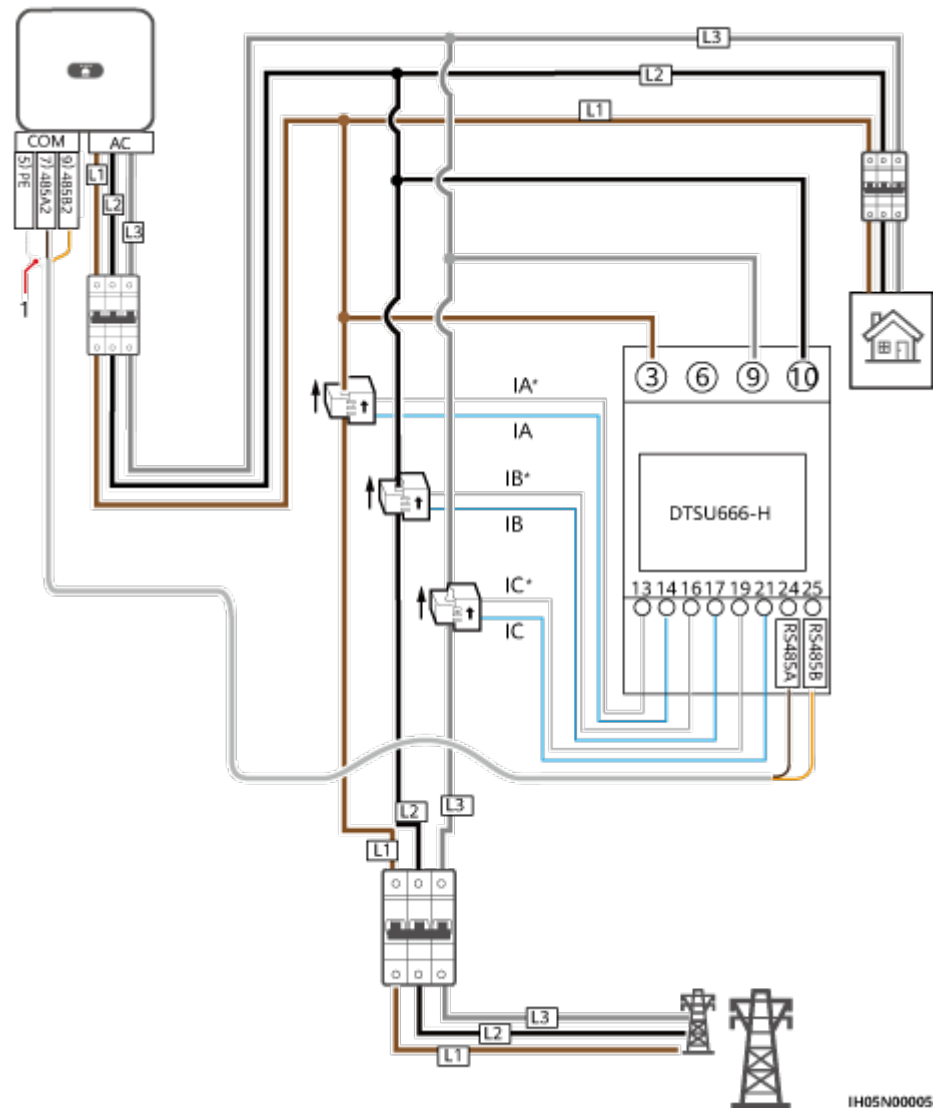 L3
L2
L1
COM
AC
5) PE
7) 485A2
9) 485B2
L1
L2
L3
1
3
6
9
10
IA*
IA
IB*
IB
IC*
IC
DTSU666-H
13 14 16 17 19 21 24 25
RS485A
RS485B
L3
L2
L1
L3
L2
L1
IH05N00005